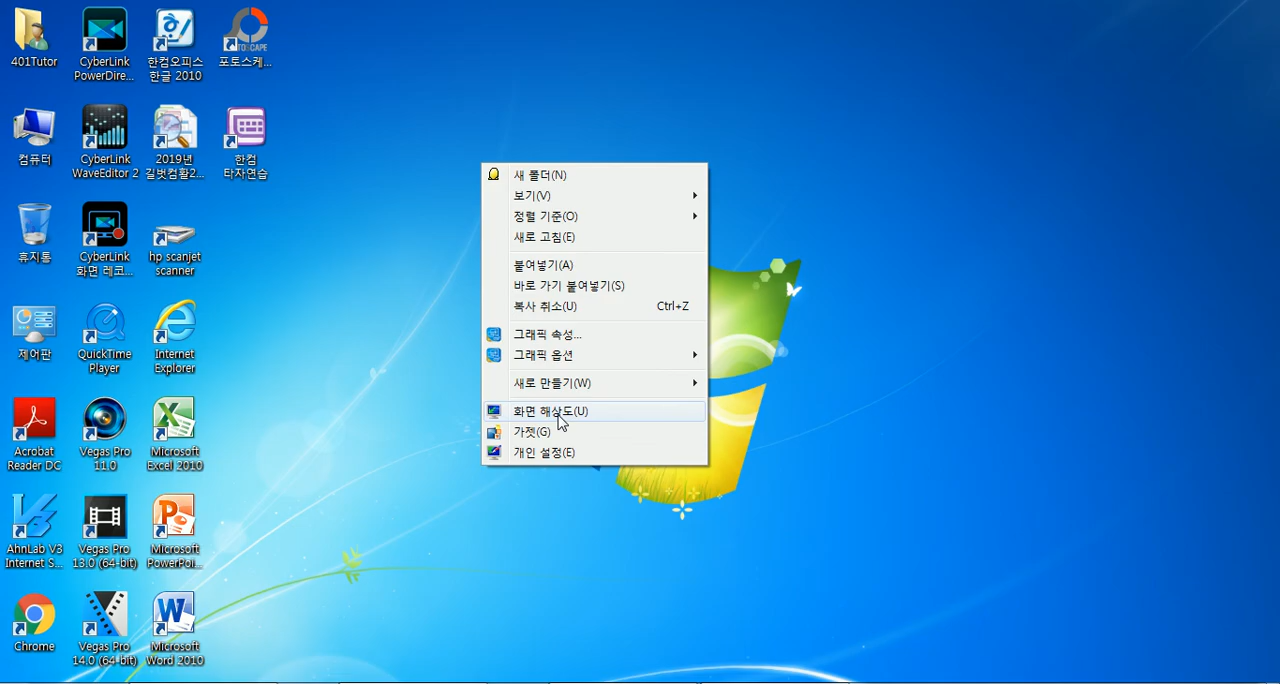 401Tutor
CyberLink
PowerDire...
한컴오피스
한글 2010
포토스케...
컴퓨터
CyberLink
WaveEditor 2
2019년
길벗컴활2...
한컴
타자연습
휴지통
CyberLink
화면 레코...
hp scanjet
scanner
제어판
QuickTime
Player
Internet
Explorer
Acrobat
Reader DC
Vegas Pro
11.0
Microsoft
Excel 2010
AhnLab V3
Internet S...
Vegas Pro
13.0 (64-bit)
Microsoft
PowerPoi...
Chrome
Vegas Pro
14.0 (64-bit)
Microsoft
Word 2010
새 폴더(N)
보기(V)
정렬 기준(O)
새로 고침(E)
붙여넣기(A)
바로 가기 붙여넣기(S)
복사 취소(U) Ctrl+Z
그래픽 속성...
그래픽 옵션
새로 만들기(W)
화면 해상도(U)
가젯(G)
개인 설정(E)